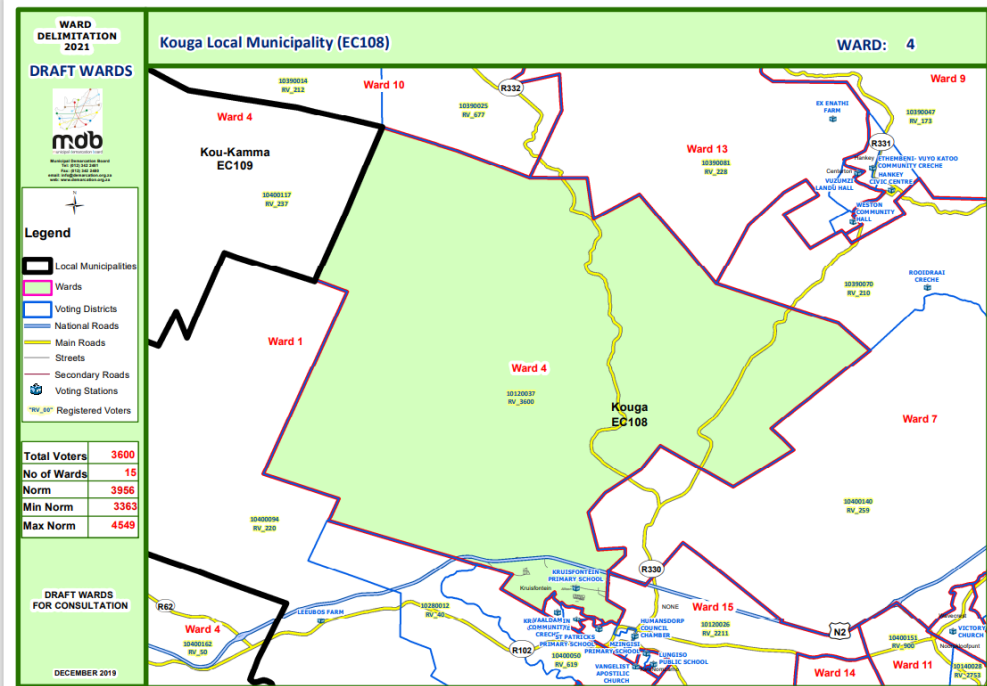 WARD
DELIMITATION
2021
DRAFT WARDS
mdb
Municipal Demarcation Board
Legend
Local Municipalities
Wards
Voting Districts
National Roads
Main Roads
Streets
Secondary Roads
Voting Stations
"RV_80" Registered Voters
Total Voters 3600
No of Wards 15
Norm 3956
Min Norm 3363
Max Norm 4549
DRAFT WARDS
FOR CONSULTATION
DECEMBER 2019
Kouga Local Municipality (EC108)
WARD: 4
10390014
RV_212
Ward 10
Ward 4
Kou-Kamma
EC109
10400117
RV_237
10390025
RV_677
R332
Ward 13
10390081
RV_228
Ward 9
EX ENATHI
FARM
10390047
RV_173
R331
Hankey
ETHEMBENI- VUYO KATOO
COMMUNITY CRECHE
HANKEY
CIVIC CENTRE
VUZUMZI
LANDU HALL
WESTON
COMMUNITY
HALL
ROOIDRAAI
CRECHE
10390070
RV_210
Ward 1
Ward 4
10120037
RV_3600
Kouga
EC108
Ward 7
10400140
RV_259
10400094
RV_220
R62
Ward 4
10400162
RV_50
LEEUBOS FARM
10280012
RV_40
R102
KRUISFONTEIN
PRIMARY SCHOOL
Kruisfontein
R330
NONE
Ward 15
10120026
RV_2211
ST PATRICKS
PRIMARY SCHOOL
MZINGISI
PRIMARY SCHOOL
HUMANSDORP
COUNCIL
CHAMBER
LUNGISO
PUBLIC SCHOOL
10400050
RV_619
VANGELIST
APOSTILIC
CHURCH
N2
Ward 14
10400151
RV_900
Ward 11
VICTORY
CHURCH
10140028
RV_2753